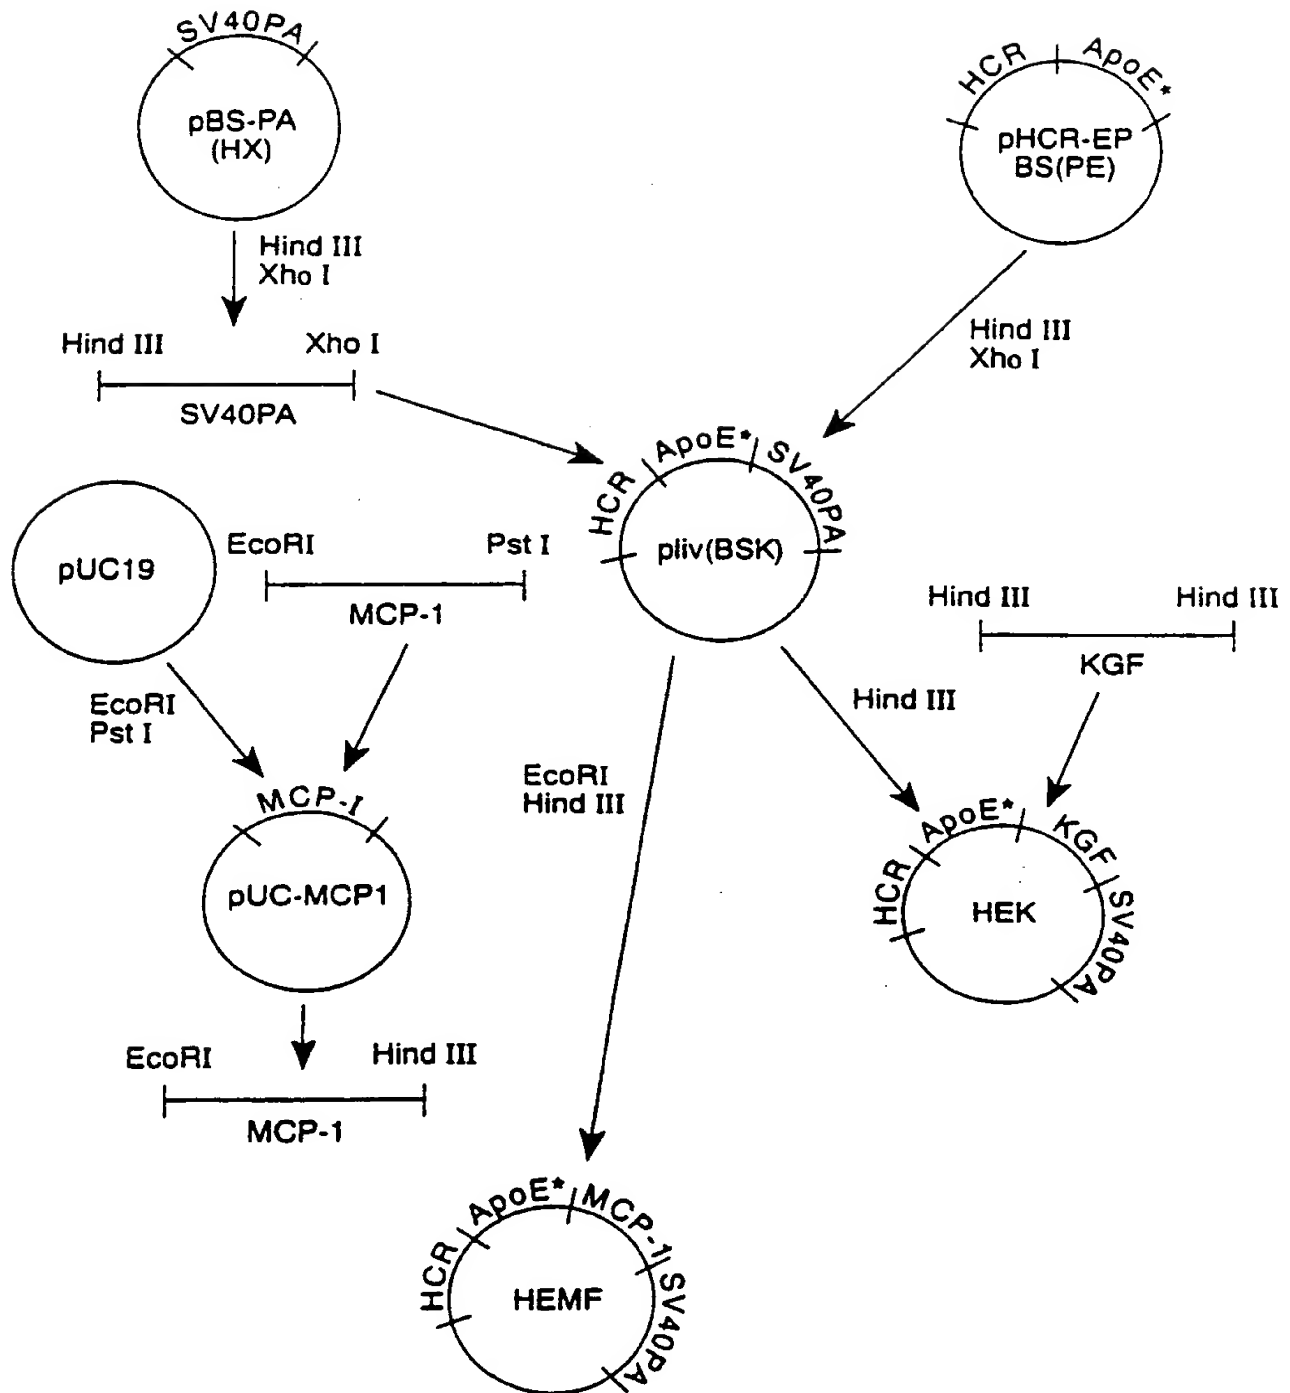 SV40PA
pBS-PA
(HX)
HCR
ApoE*
pHCR-EP
BS(PE)
Hind III
Xho I
Hind III
Xho I
SV40PA
Hind III
Xho I
HCR
ApoE*
SV40PA
pliv(BSK)
pUC19
EcoRI
Pst I
MCP-1
Hind III
Hind III
KGF
EcoRI
Pst I
Hind III
EcoRI
Hind III
MCP-I
pUC-MCP1
HCR
ApoE*
KGF
SV40PA
HEK
EcoRI
Hind III
MCP-1
HCR
ApoE*
MCP-1
SV40PA
HEMF